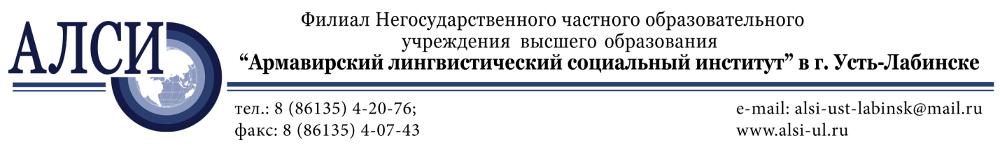 АЛСИ
Филиал Негосударственного частного образовательного
учреждения высшего образования
“Армавирский лингвистический социальный институт” в г. Усть-Лабинске
тел.: 8 (86135) 4-20-76;
факс: 8 (86135) 4-07-43
e-mail: alsi-ust-labinsk@mail.ru
www.alsi-ul.ru